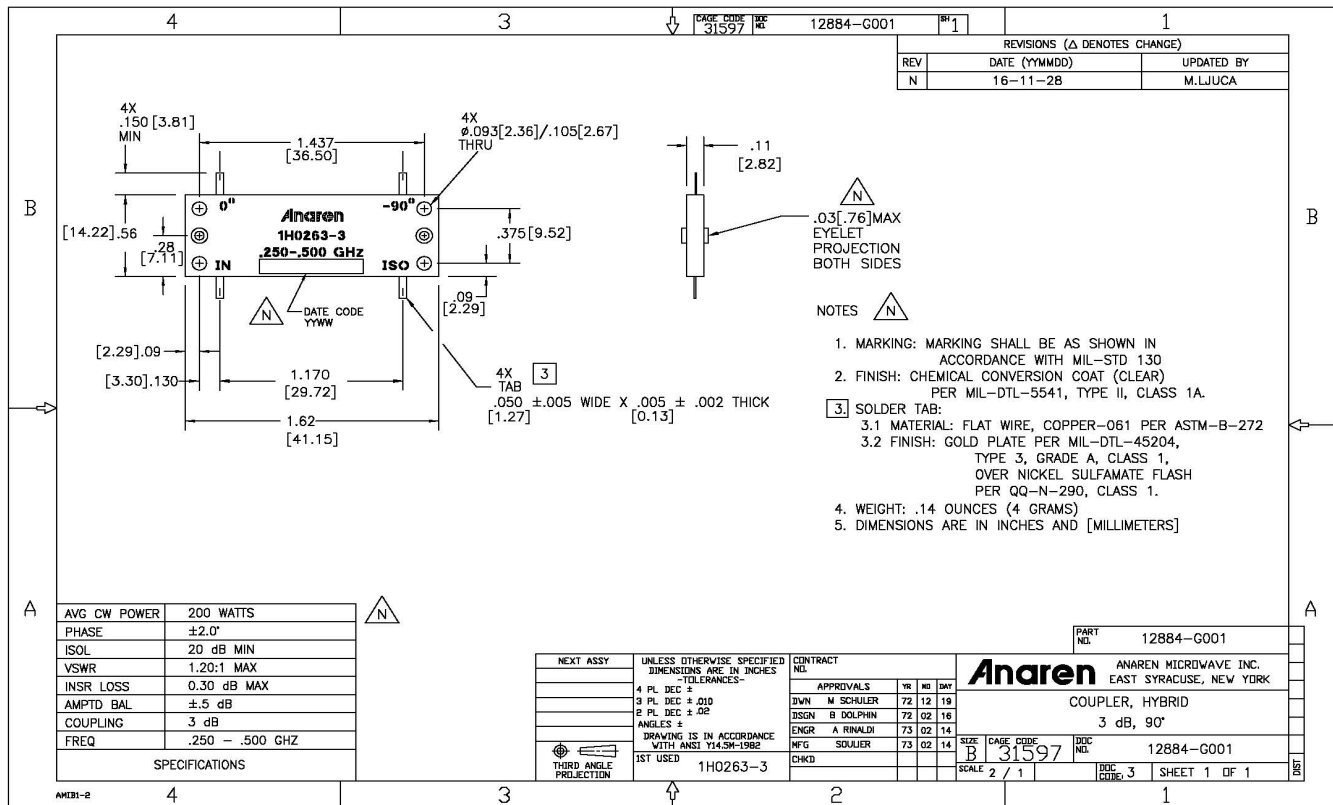 4
3
CAGE CODE 31597
DOC NO. 12884-G001
SH 1
1
REVISIONS (△ DENOTES CHANGE)
REV DATE (YYMMDD) UPDATED BY
N 16-11-28 M.LJUCA
B
B
4X
.150 [3.81]
MIN
1.437
[36.50]
4X
ø.093[2.36]/.105[2.67]
THRU
.11
[2.82]
0°
-90°
Anaren
1H0263-3
.250-.500 GHz
IN
ISO
[14.22].56
.28
[7.11]
.375[9.52]
.09
[2.29]
N
DATE CODE
YYWW
[2.29].09
[3.30].130
1.170
[29.72]
1.62
[41.15]
4X
TAB 3
.050 ±.005 WIDE X .005 ± .002 THICK
[1.27] [0.13]
N
.03[.76]MAX
EYELET
PROJECTION
BOTH SIDES
NOTES N
1. MARKING: MARKING SHALL BE AS SHOWN IN
ACCORDANCE WITH MIL-STD 130
2. FINISH: CHEMICAL CONVERSION COAT (CLEAR)
PER MIL-DTL-5541, TYPE II, CLASS 1A.
3. SOLDER TAB:
3.1 MATERIAL: FLAT WIRE, COPPER-061 PER ASTM-B-272
3.2 FINISH: GOLD PLATE PER MIL-DTL-45204,
TYPE 3, GRADE A, CLASS 1,
OVER NICKEL SULFAMATE FLASH
PER QQ-N-290, CLASS 1.
4. WEIGHT: .14 OUNCES (4 GRAMS)
5. DIMENSIONS ARE IN INCHES AND [MILLIMETERS]
A
A
AVG CW POWER 200 WATTS
PHASE ±2.0°
ISOL 20 dB MIN
VSWR 1.20:1 MAX
INSR LOSS 0.30 dB MAX
AMPTD BAL ±.5 dB
COUPLING 3 dB
FREQ .250 - .500 GHZ
SPECIFICATIONS
N
NEXT ASSY
THIRD ANGLE
PROJECTION
UNLESS OTHERWISE SPECIFIED
DIMENSIONS ARE IN INCHES
-TOLERANCES-
4 PL DEC ±
3 PL DEC ± .010
2 PL DEC ± .02
ANGLES ±
DRAWING IS IN ACCORDANCE
WITH ANSI Y14.5M-1982
1ST USED 1H0263-3
CONTRACT
NO.
APPROVALS YR MO DAY
DWN M SCHULER 72 12 19
DSGN B DOLPHIN 72 02 16
ENGR A RINALDI 73 02 14
MFG SOULIER 73 02 14
CHKD
PART
NO. 12884-G001
Anaren
ANAREN MICROWAVE INC.
EAST SYRACUSE, NEW YORK
COUPLER, HYBRID
3 dB, 90°
SIZE B
CAGE CODE 31597
DOC NO. 12884-G001
SCALE 2 / 1
DOC CODE: 3
SHEET 1 OF 1
DIST
AMIB1-2
4
3
2
1